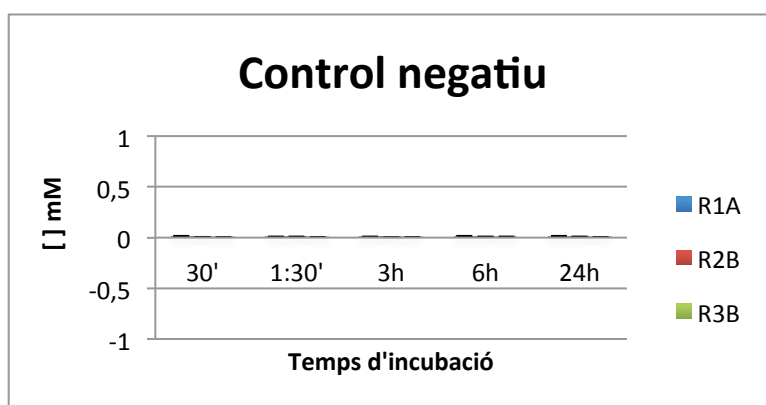 Control negatiu
1
0,5
0
-0,5
-1
[ ] mM
30' 1:30' 3h 6h 24h
Temps d'incubació
R1A
R2B
R3B